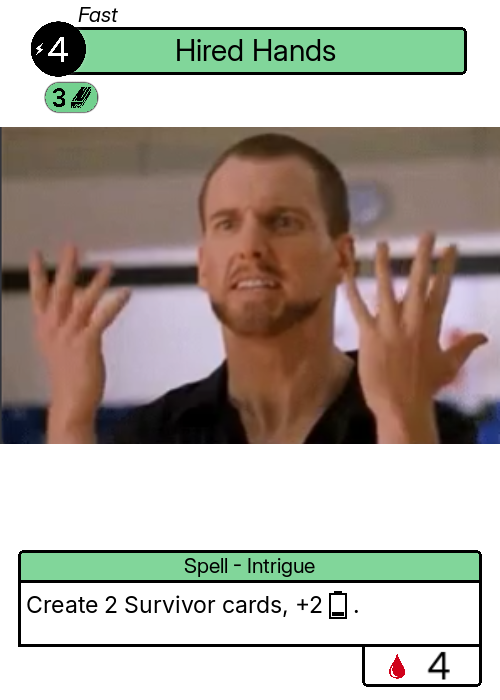 Fast
4
Hired Hands
3
Spell - Intrigue
Create 2 Survivor cards, +2 .
4